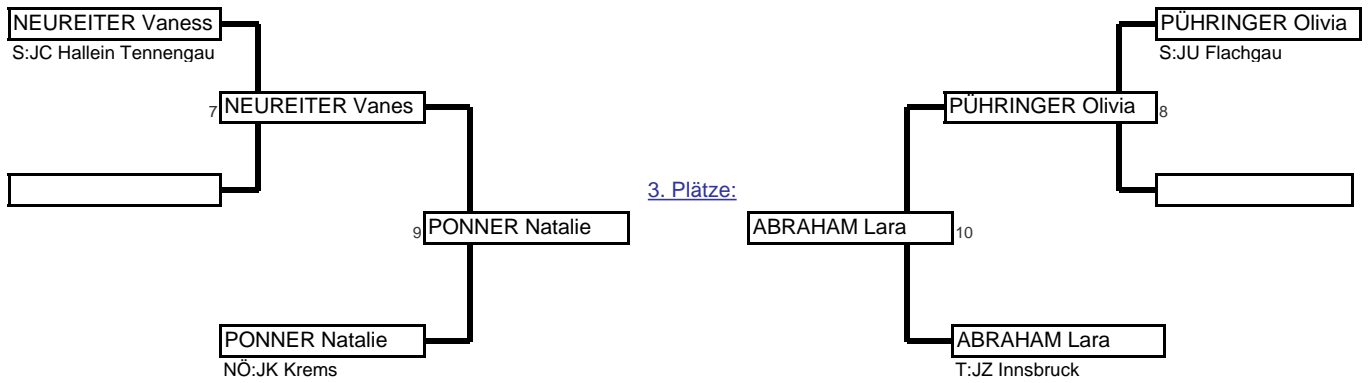 NEUREITER Vaness
S:JC Hallein Tennengau
PÜHRINGER Olivia
S:JU Flachgau
7 NEUREITER Vanes
PÜHRINGER Olivia 8
3. Plätze:
9 PONNER Natalie
ABRAHAM Lara 10
PONNER Natalie
NÖ:JK Krems
ABRAHAM Lara
T:JZ Innsbruck